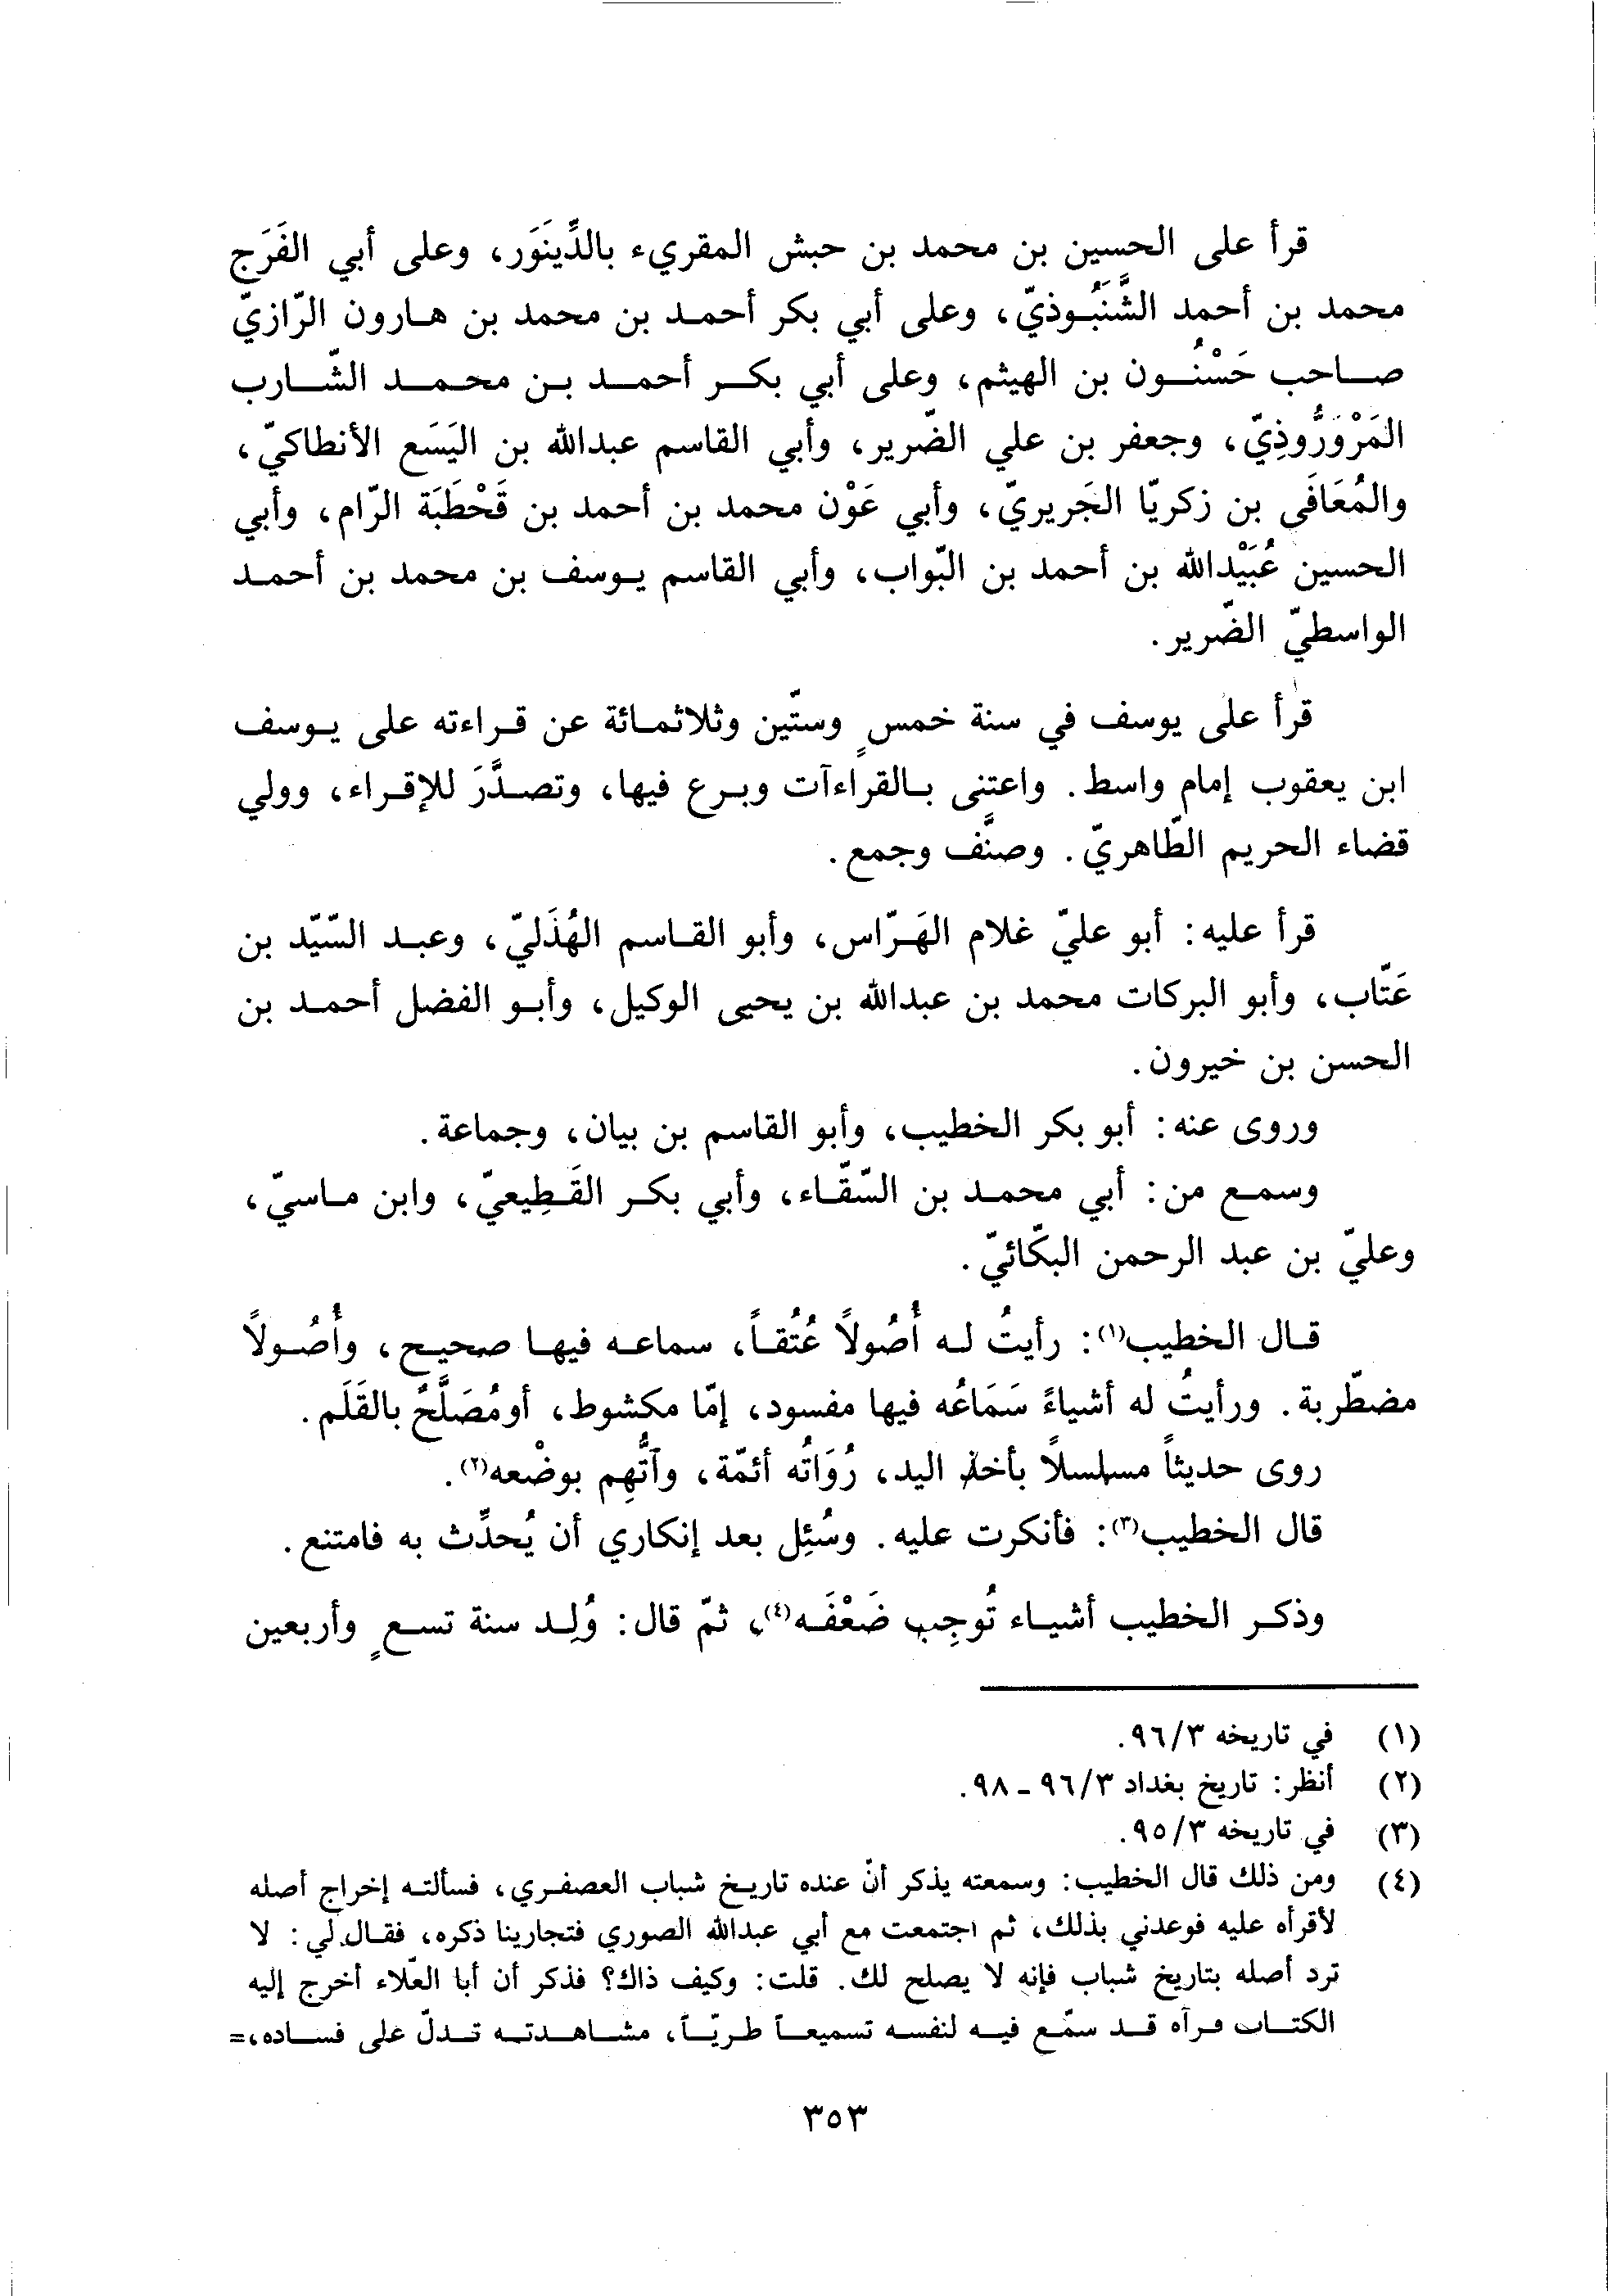 قرأ على الحسين بن محمد بن حبش المقريء بالدِّينَوَر، وعلى أبي الفَرَج
محمد بن أحمد الشَّنَبُوذيّ، وعلى أبي بكر أحمد بن محمد بن هارون الرّازيّ
صاحب حَسْنُون بن الهيثم، وعلى أبي بكر أحمد بن محمد الشّارب
المَرْوَرُّوذِيّ، وجعفر بن علي الضّرير، وأبي القاسم عبدالله بن اليَسَع الأنطاكيّ،
والمُعَافَى بن زكريّا الجَريريّ، وأبي عَوْن محمد بن أحمد بن قَحْطَبَة الرّام، وأبي
الحسين عُبَيْدالله بن أحمد بن البّواب، وأبي القاسم يوسف بن محمد بن أحمد
الواسطيّ الضّرير.
قرأ على يوسف في سنة خمسٍ وستّين وثلاثمائة عن قراءته على يوسف
ابن يعقوب إمام واسط. واعتنى بالقراءآت وبرع فيها، وتصدَّرَ للإقراء، وولي
قضاء الحريم الطّاهريّ. وصنَّف وجمع.
قرأ عليه: أبو عليّ غلام الهَرّاس، وأبو القاسم الهُذَليّ، وعبد السّيّد بن
عَتّاب، وأبو البركات محمد بن عبدالله بن يحيى الوكيل، وأبو الفضل أحمد بن
الحسن بن خيرون.
وروى عنه: أبو بكر الخطيب، وأبو القاسم بن بيان، وجماعة.
وسمع من: أبي محمد بن السّقّاء، وأبي بكر القَطِيعيّ، وابن ماسيّ،
وعليّ بن عبد الرحمن البكّائيّ.
قال الخطيب(١): رأيتُ له أُصُولاً عُتُقاً، سماعه فيها صحيح، وأُصُولاً
مضطّربة. ورأيتُ له أشياءً سَمَاعُه فيها مفسود، إمّا مكشوط، أومُصَلَّحٌ بالقَلَم.
روى حديثاً مسلسلاً بأخذ اليد، رُوَاتُه أئمّة، وآتُّهِم بوضْعه(٢).
قال الخطيب(٣): فأنكرت عليه. وسُئِل بعد إنكاري أن يُحدِّث به فامتنع.
وذكر الخطيب أشياء تُوجِب ضَعْفَه(٤)، ثمّ قال: وُلِد سنة تسعٍ وأربعين
(١) في تاريخه ٩٦/٣.
(٢) أنظر: تاريخ بغداد ٩٦/٣ - ٩٨.
(٣) في تاريخه ٩٥/٣.
(٤) ومن ذلك قال الخطيب: وسمعته يذكر أنّ عنده تاريخ شباب العصفري، فسألته إخراج أصله
لأقرأه عليه فوعدني بذلك، ثم اجتمعت مع أبي عبدالله الصوري فتجارينا ذكره، فقال لي: لا
ترد أصله بتاريخ شباب فإنه لا يصلح لك. قلت: وكيف ذاك؟ فذكر أن أبا العلاء أخرج إليه
الكتاب فرآه قد سمّع فيه لنفسه تسميعاً طريّاً، مشاهدته تدلّ على فساده،=
٣٥٣